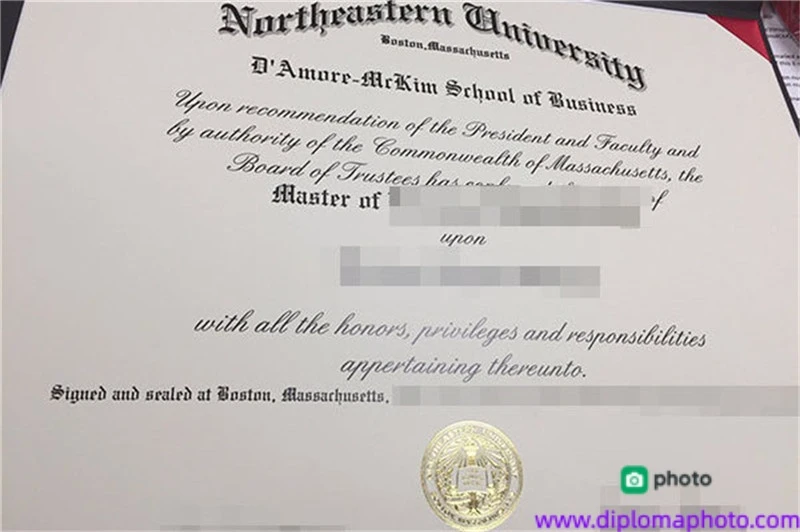 Northeastern University
Boston, Massachusetts
D'Amore-McKim School of Business
Upon recommendation of the President and Faculty and
by authority of the Commonwealth of Massachusetts, the
Board of Trustees has
Master of
upon
with all the honors, privileges and responsibilities
appertaining thereunto.
Signed and sealed at Boston, Massachusetts,
photo
www.diplomaphoto.com